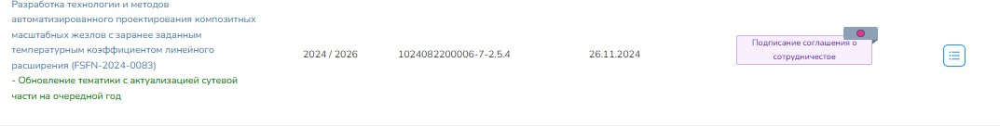 Разработка технологии и методов
автоматизированного проектирования композитных
масштабных жезлов с заранее заданным
температурным коэффициентом линейного
расширения (FSFN-2024-0083)
- Обновление тематики с актуализацией сутевой
части на очередной год
2024 / 2026
1024082200006-7-2.5.4
26.11.2024
Подписание соглашения о
сотрудничестве